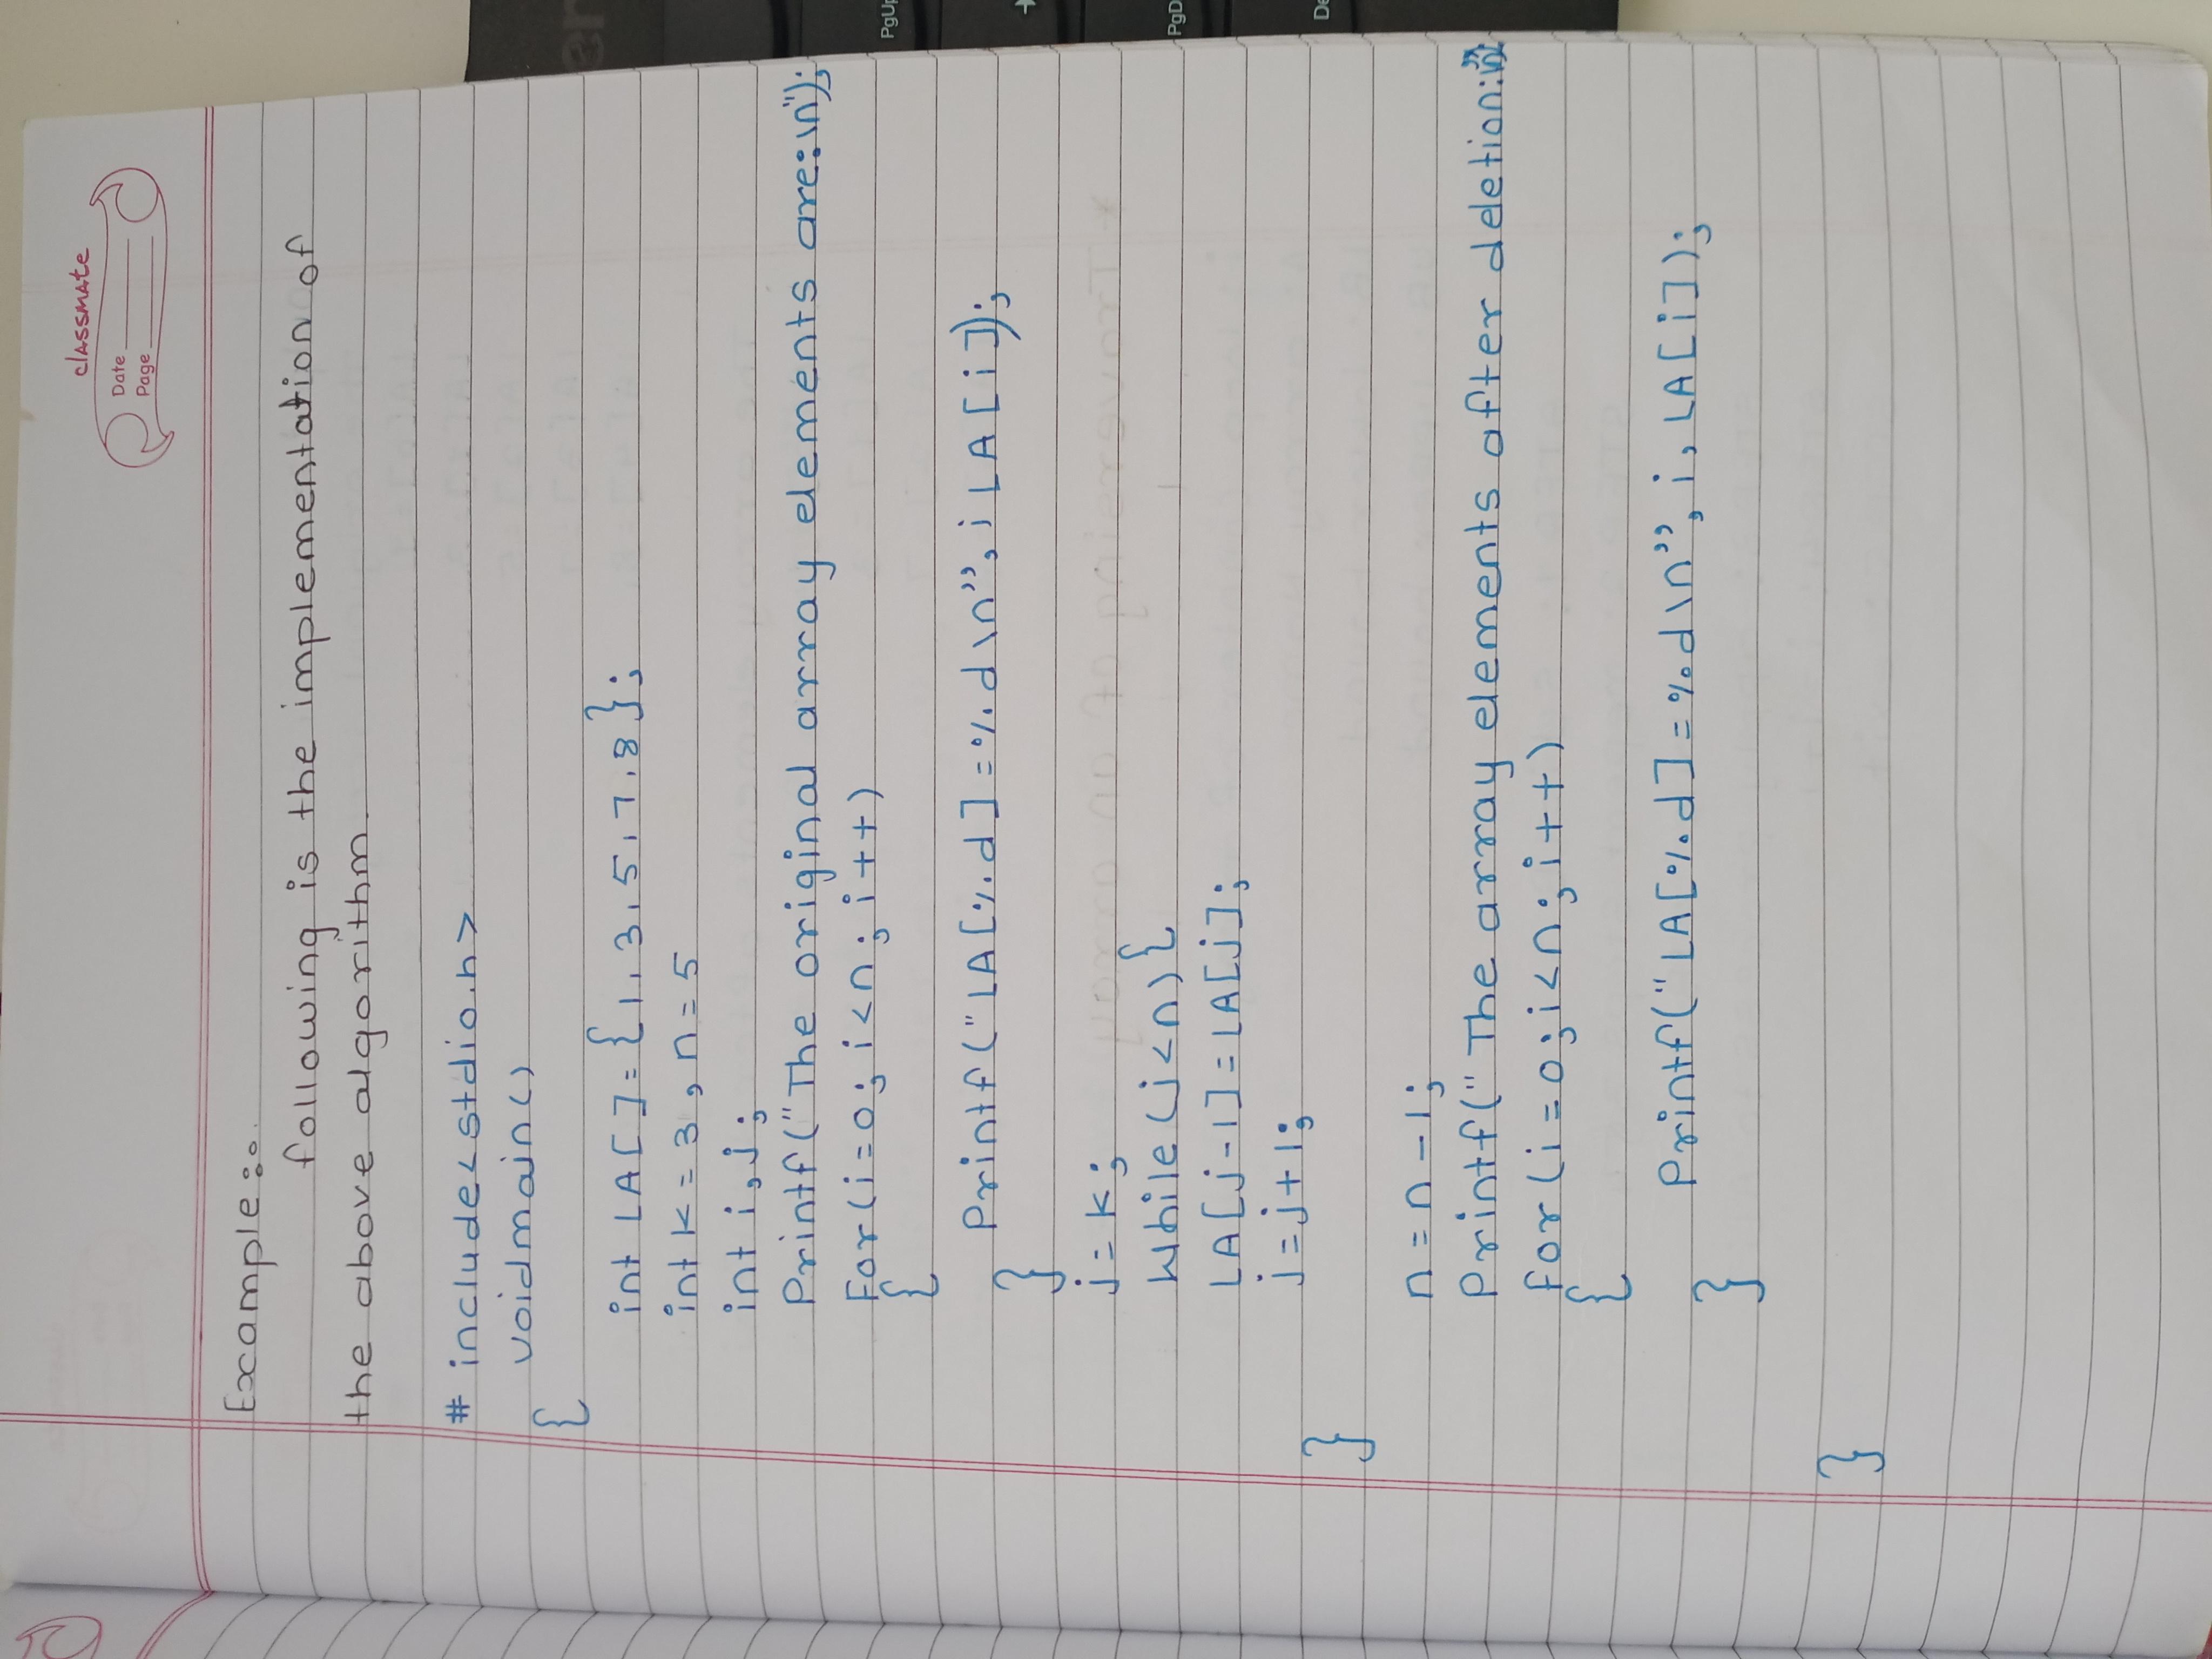 classmate
Date
Page
Example :-
following is the implementation of
the above algorithm.
# include<stdio.h>
voidmain()
{
int LA[]={1,3,5,7,8};
int k=3, n=5
int i,j;
printf("The original array elements are:\n");
For(i=0; i<n; i++)
{
printf("LA[%d]=%d\n",i LA[i]);
}
j=k;
while(j<n){
LA[j-1]=LA[j];
j=j+1;
}
n=n-1;
printf("The array elements after deletion:
for(i=0;i<n;i++)
{
printf("LA[%d]=%d\n",i,LA[i]);
}
}
PgUp
PgD
De